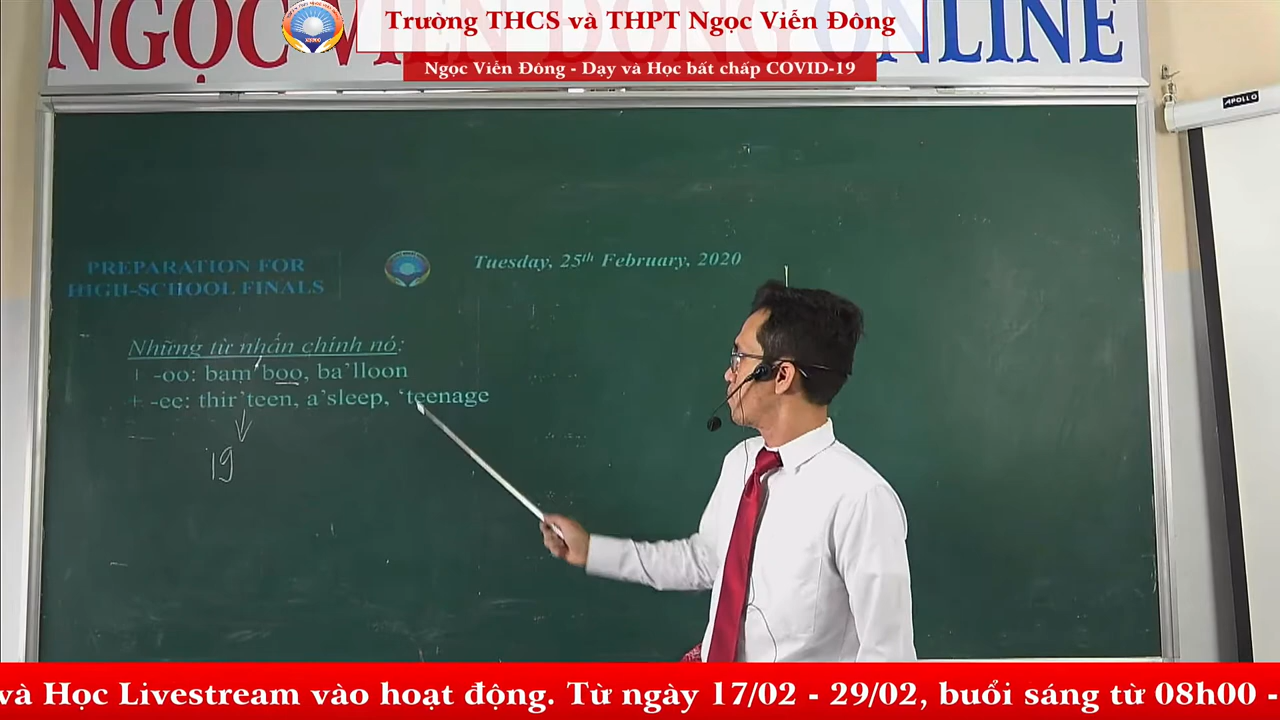 NGỌC VIỄN ĐÔNG ONLINE
Trường THCS và THPT Ngọc Viễn Đông
Ngọc Viễn Đông - Dạy và Học bất chấp COVID-19
APOLLO
PREPARATION FOR
HIGH-SCHOOL FINALS
Tuesday, 25th February, 2020
Những từ nhấn chính nó:
+ -oo: bam’boo, ba’lloon
+ -ee: thir’teen, a’sleep, ‘teenage
19
và Học Livestream vào hoạt động. Từ ngày 17/02 - 29/02, buổi sáng từ 08h00 -